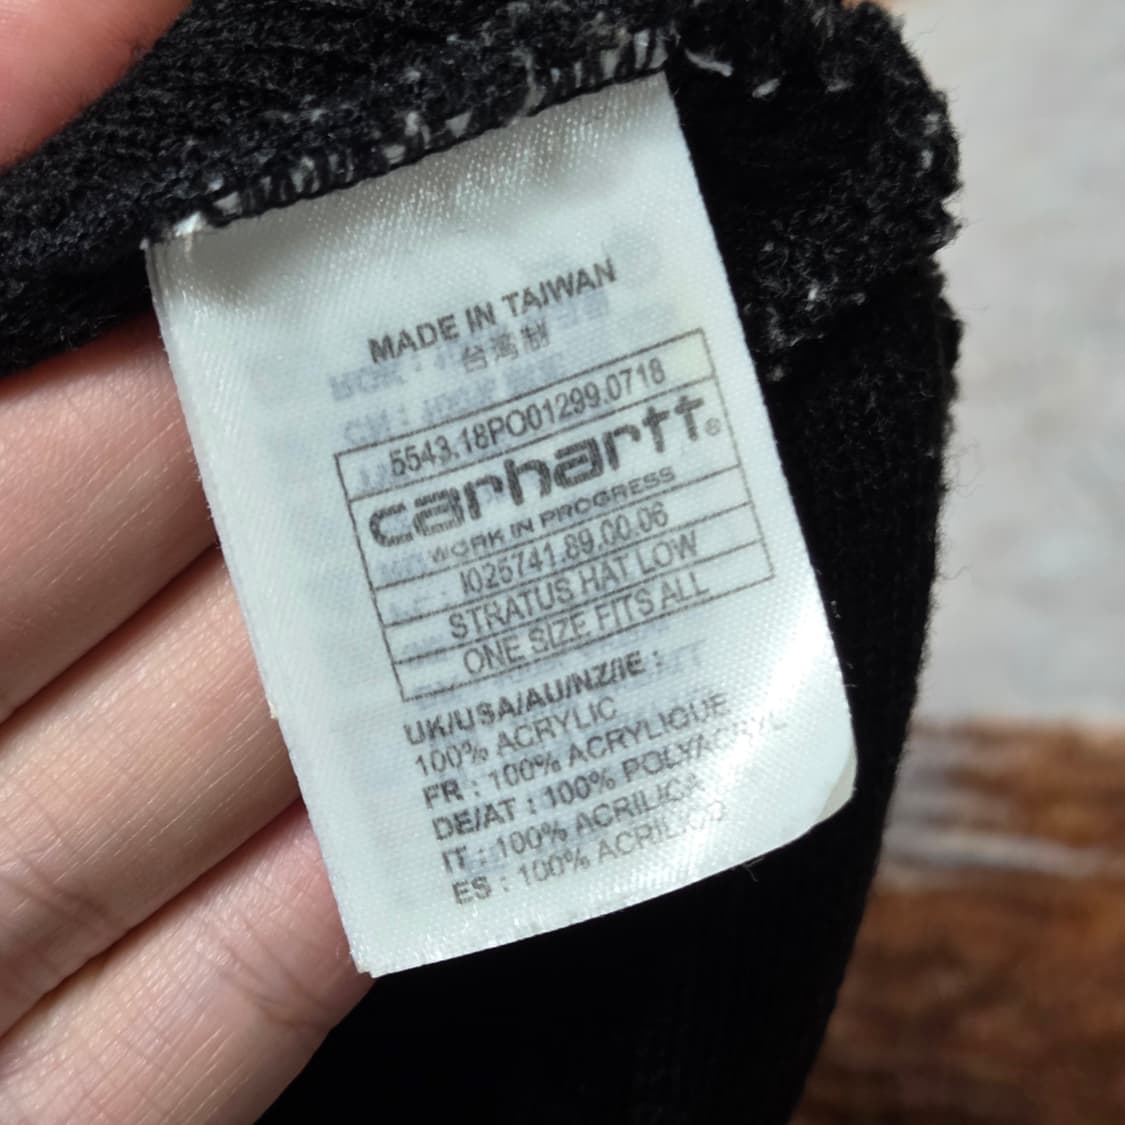 MADE IN TAIWAN
台灣製
5543.18PO01299.0718
carhartt®
WORK IN PROGRESS
I025741.89.00.06
STRATUS HAT LOW
ONE SIZE FITS ALL
UK/USA/AU/NZ/IE :
100% ACRYLIC
FR : 100% ACRYLIQUE
DE/AT : 100% POLYACRYL
IT : 100% ACRILICA
ES : 100% ACRILICO